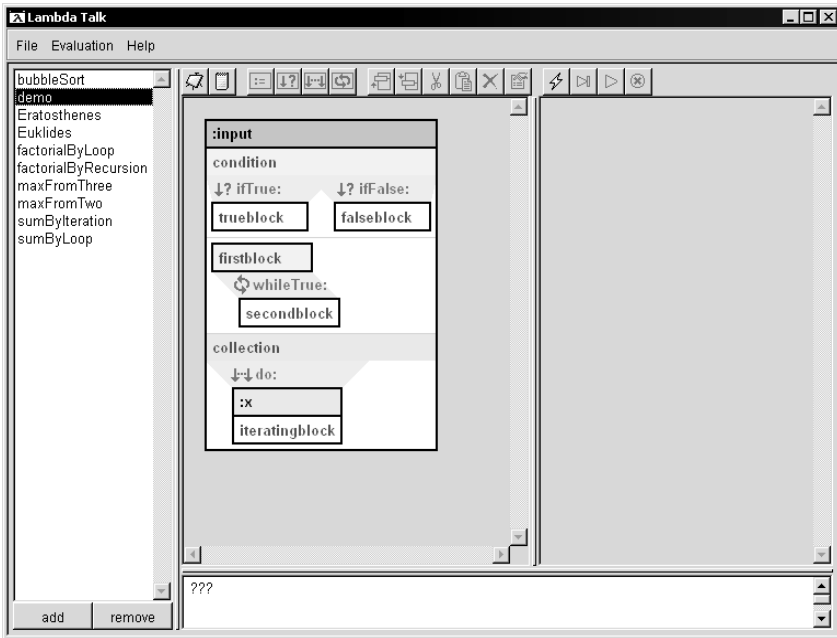 Lambda Talk
File Evaluation Help
bubbleSort
demo
Eratosthenes
Euklides
factorialByLoop
factorialByRecursion
maxFromThree
maxFromTwo
sumByIteration
sumByLoop
add remove
:=
↓?
:input
condition
↓? ifTrue: ↓? ifFalse:
trueblock falseblock
firstblock
whileTrue:
secondblock
collection
do:
:x
iteratingblock
???